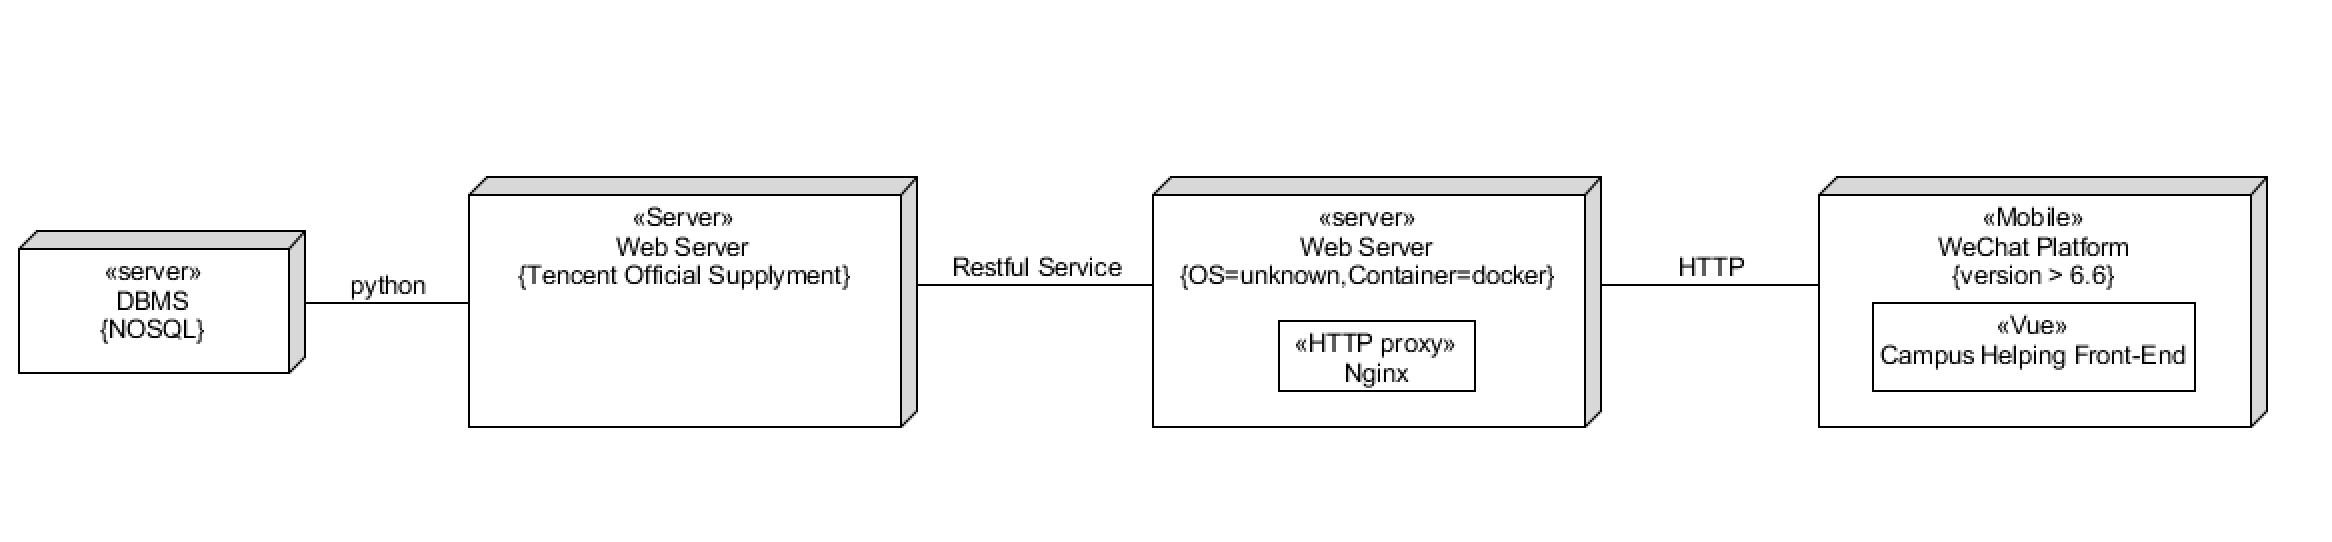 «server»
DBMS
{NOSQL}
python
«Server»
Web Server
{Tencent Official Supplyment}
Restful Service
«server»
Web Server
{OS=unknown,Container=docker}
«HTTP proxy»
Nginx
HTTP
«Mobile»
WeChat Platform
{version > 6.6}
«Vue»
Campus Helping Front-End